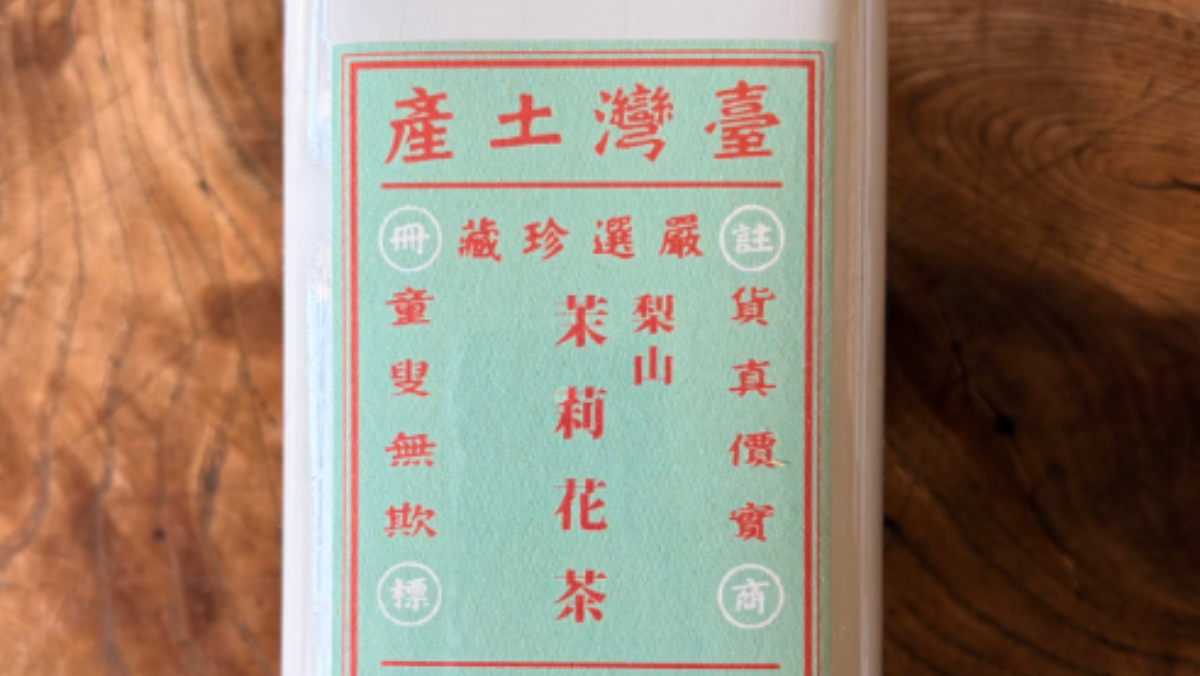 臺灣土產
嚴選珍藏
註冊商標
貨真價實
童叟無欺
梨山
茉莉花茶